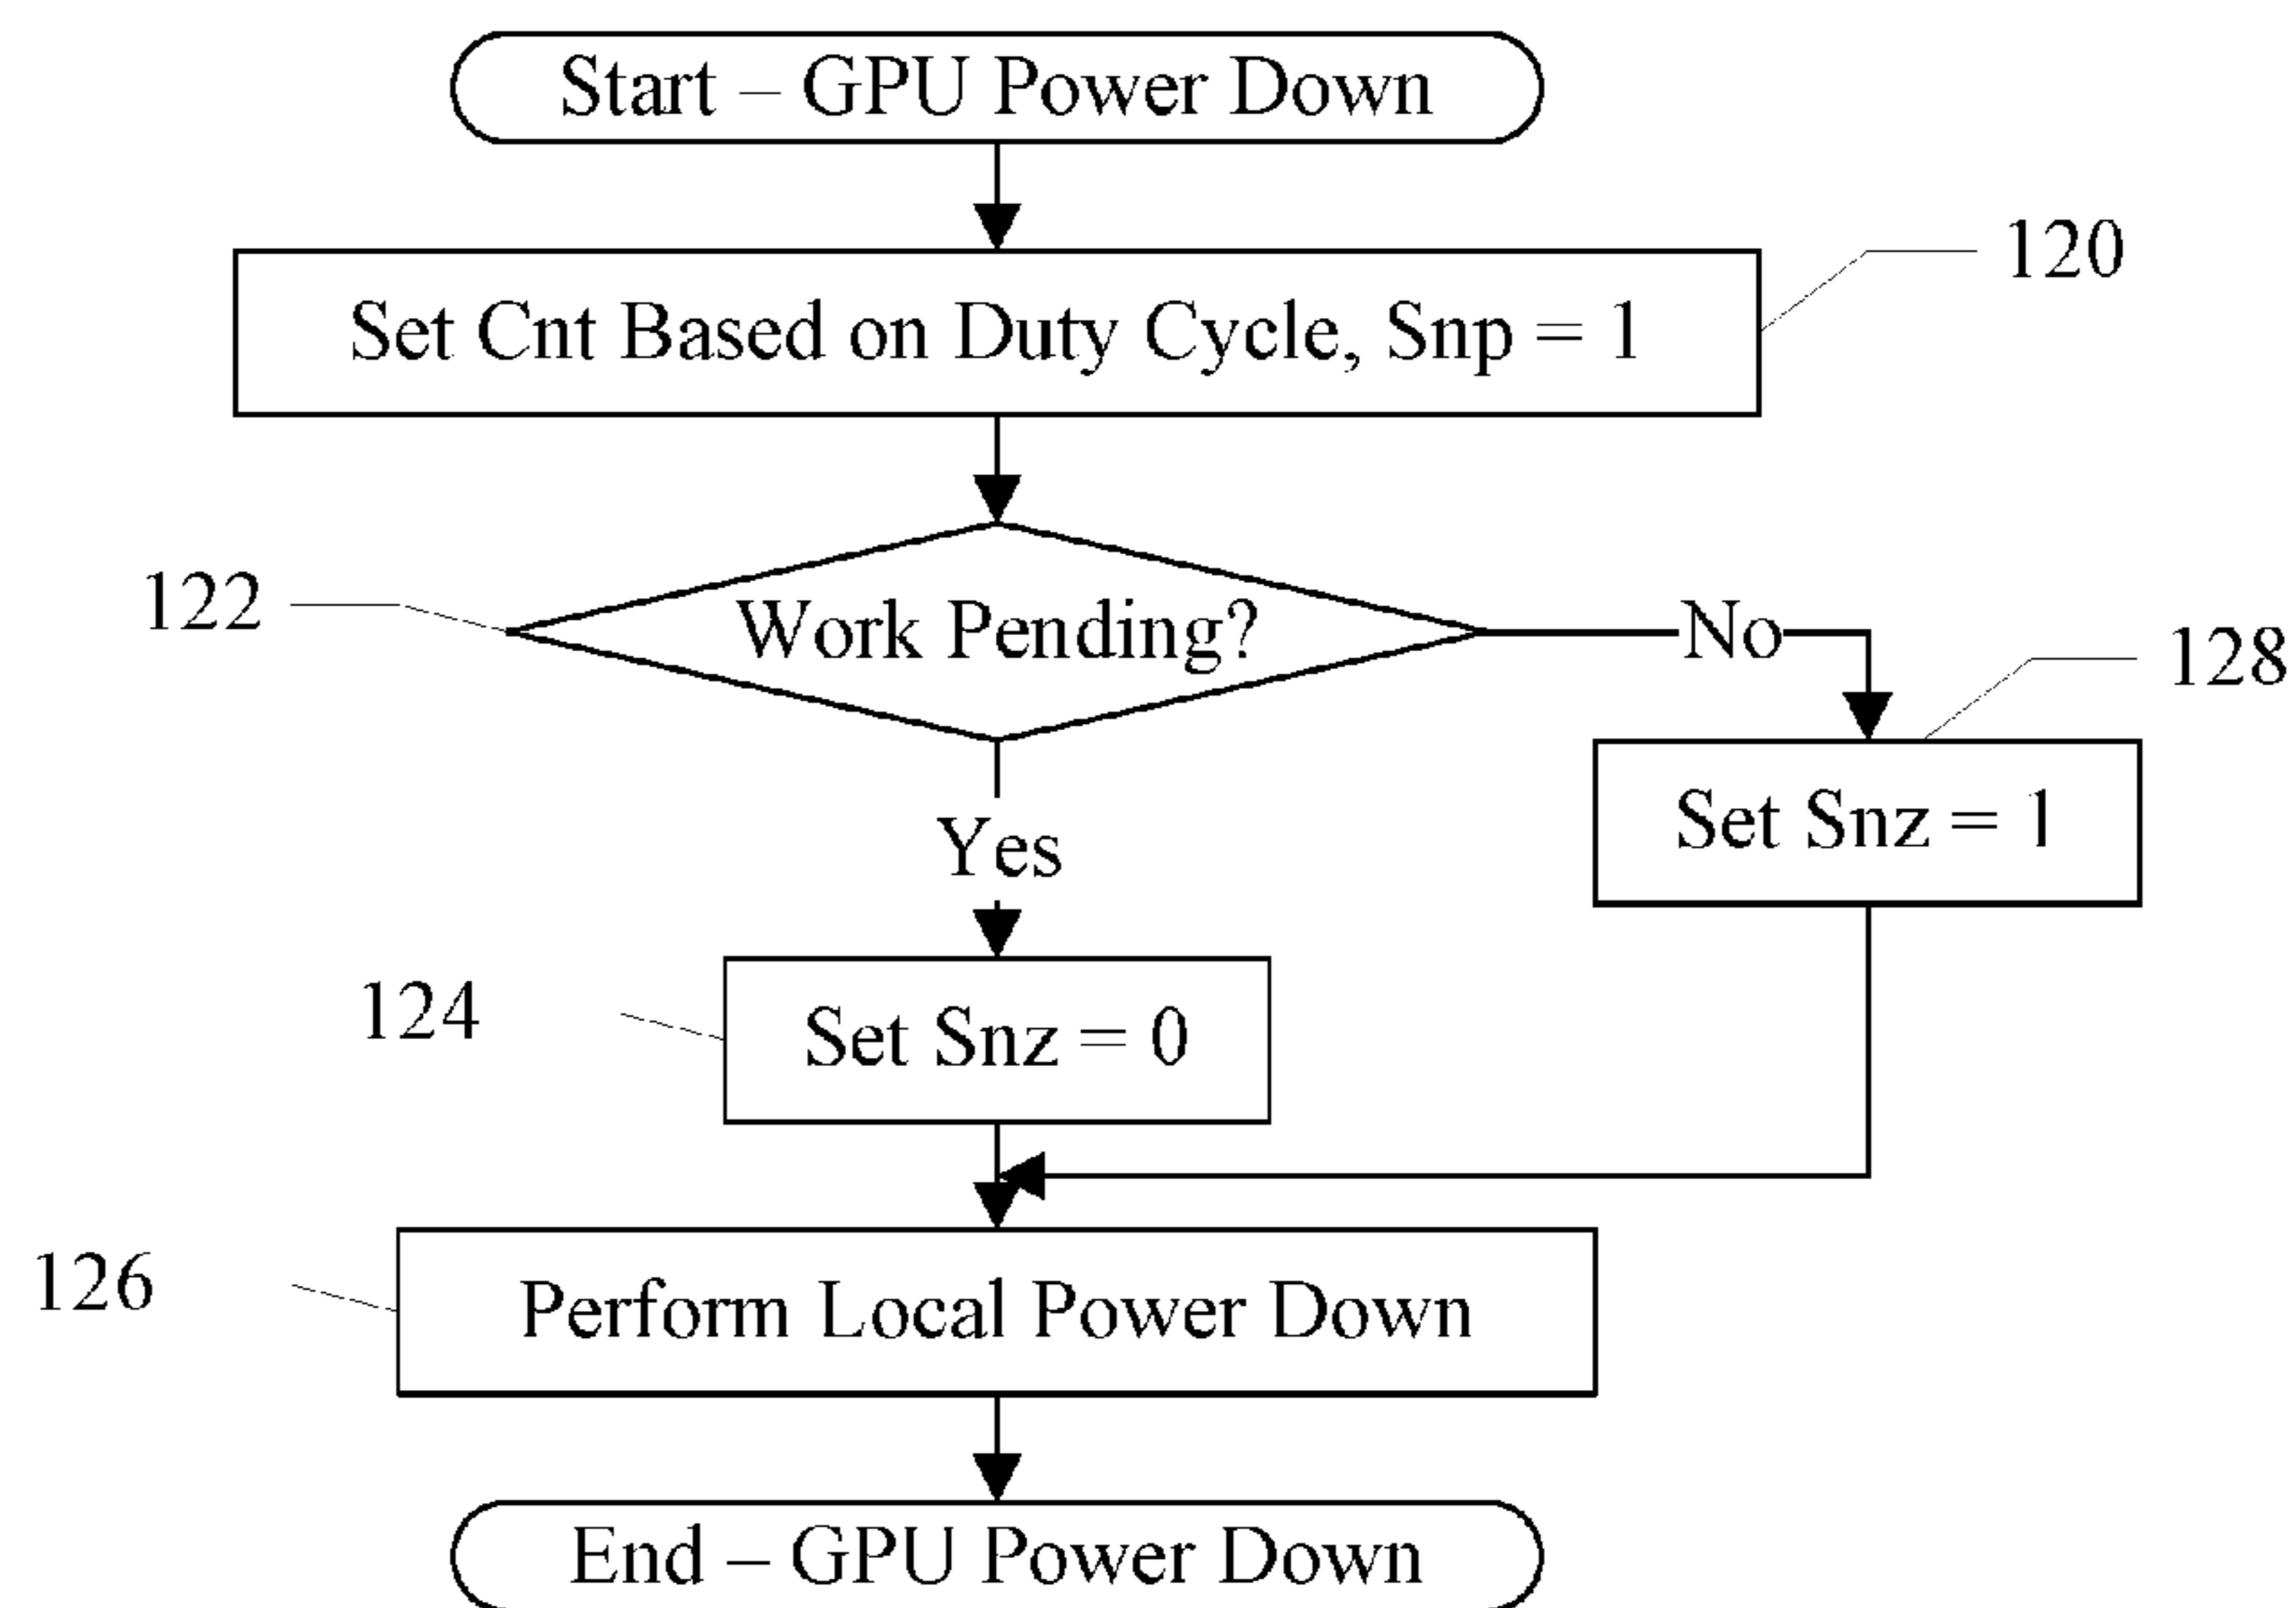 Start – GPU Power Down
120
Set Cnt Based on Duty Cycle, Snp = 1
122
Work Pending?
No
128
Set Snz = 1
Yes
124
Set Snz = 0
126
Perform Local Power Down
End – GPU Power Down